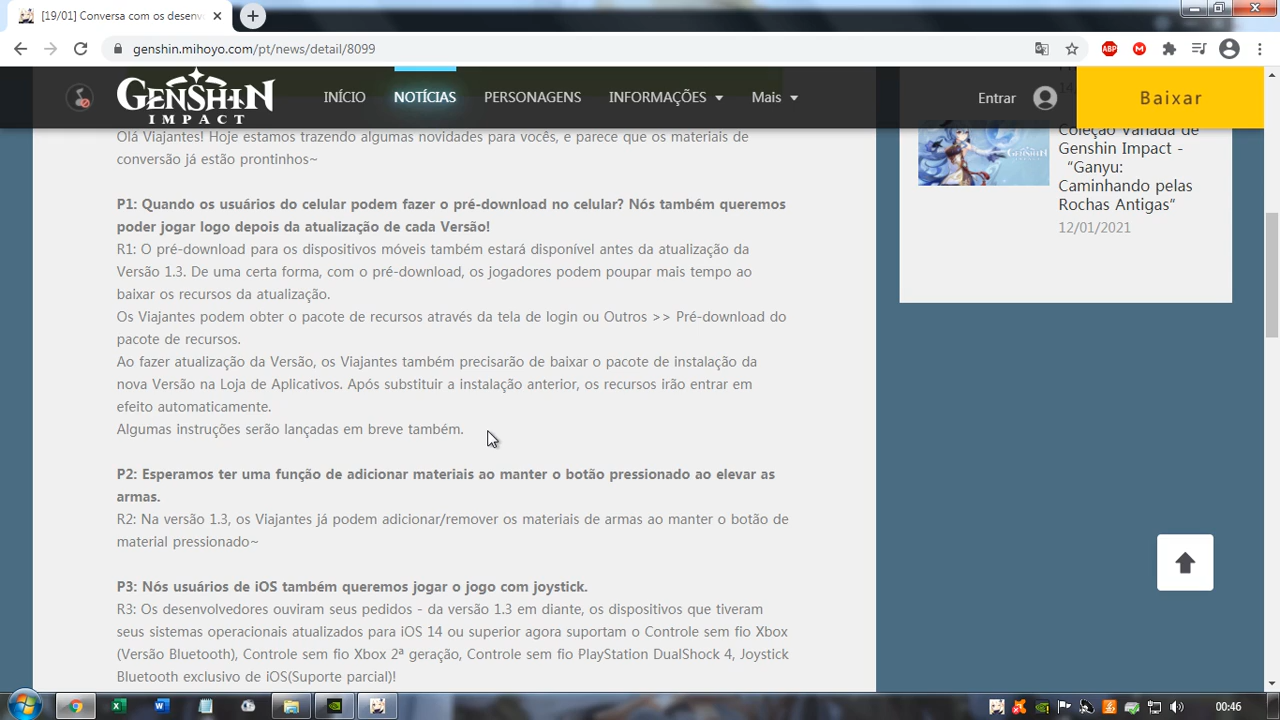 [19/01] Conversa com os desenv
genshin.mihoyo.com/pt/news/detail/8099
GENSHIN
IMPACT
INÍCIO
NOTÍCIAS
PERSONAGENS
INFORMAÇÕES
Mais
Entrar
Baixar
Olá Viajantes! Hoje estamos trazendo algumas novidades para vocês, e parece que os materiais de
conversão já estão prontinhos~
P1: Quando os usuários do celular podem fazer o pré-download no celular? Nós também queremos
poder jogar logo depois da atualização de cada Versão!
R1: O pré-download para os dispositivos móveis também estará disponível antes da atualização da
Versão 1.3. De uma certa forma, com o pré-download, os jogadores podem poupar mais tempo ao
baixar os recursos da atualização.
Os Viajantes podem obter o pacote de recursos através da tela de login ou Outros >> Pré-download do
pacote de recursos.
Ao fazer atualização da Versão, os Viajantes também precisarão de baixar o pacote de instalação da
nova Versão na Loja de Aplicativos. Após substituir a instalação anterior, os recursos irão entrar em
efeito automaticamente.
Algumas instruções serão lançadas em breve também.
P2: Esperamos ter uma função de adicionar materiais ao manter o botão pressionado ao elevar as
armas.
R2: Na versão 1.3, os Viajantes já podem adicionar/remover os materiais de armas ao manter o botão de
material pressionado~
P3: Nós usuários de iOS também queremos jogar o jogo com joystick.
R3: Os desenvolvedores ouviram seus pedidos - da versão 1.3 em diante, os dispositivos que tiveram
seus sistemas operacionais atualizados para iOS 14 ou superior agora suportam o Controle sem fio Xbox
(Versão Bluetooth), Controle sem fio Xbox 2ª geração, Controle sem fio PlayStation DualShock 4, Joystick
Bluetooth exclusivo de iOS(Suporte parcial)!
Coleção Variada de
Genshin Impact -
“Ganyu:
Caminhando pelas
Rochas Antigas”
12/01/2021
ABP
M
00:46